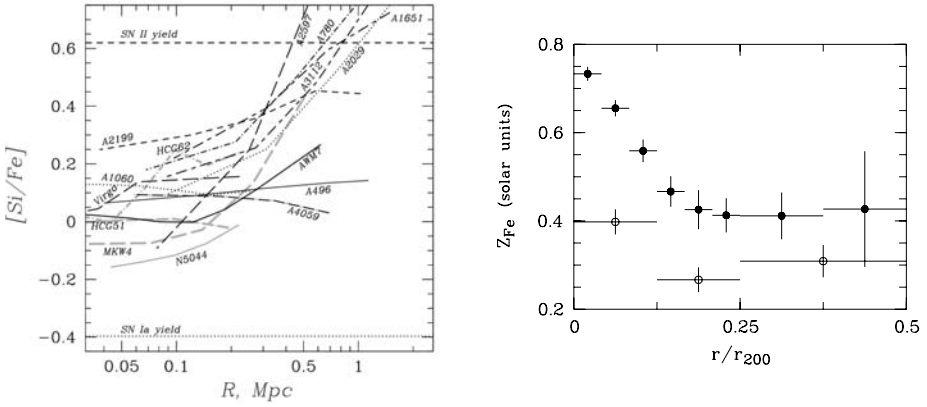 SN II yield
A2597
A780
A1651
A2029
A3112
A2199
HCG62
AWM7
A1060
Virgo
A496
A4059
HCG51
MKW4
N5044
SN Ia yield
0.6
0.4
0.2
0
−0.2
−0.4
[Si/Fe]
0.05 0.1 0.5 1
R, Mpc
0.8
0.6
0.4
0.2
Z_Fe (solar units)
0 0.25 0.5
r/r_200